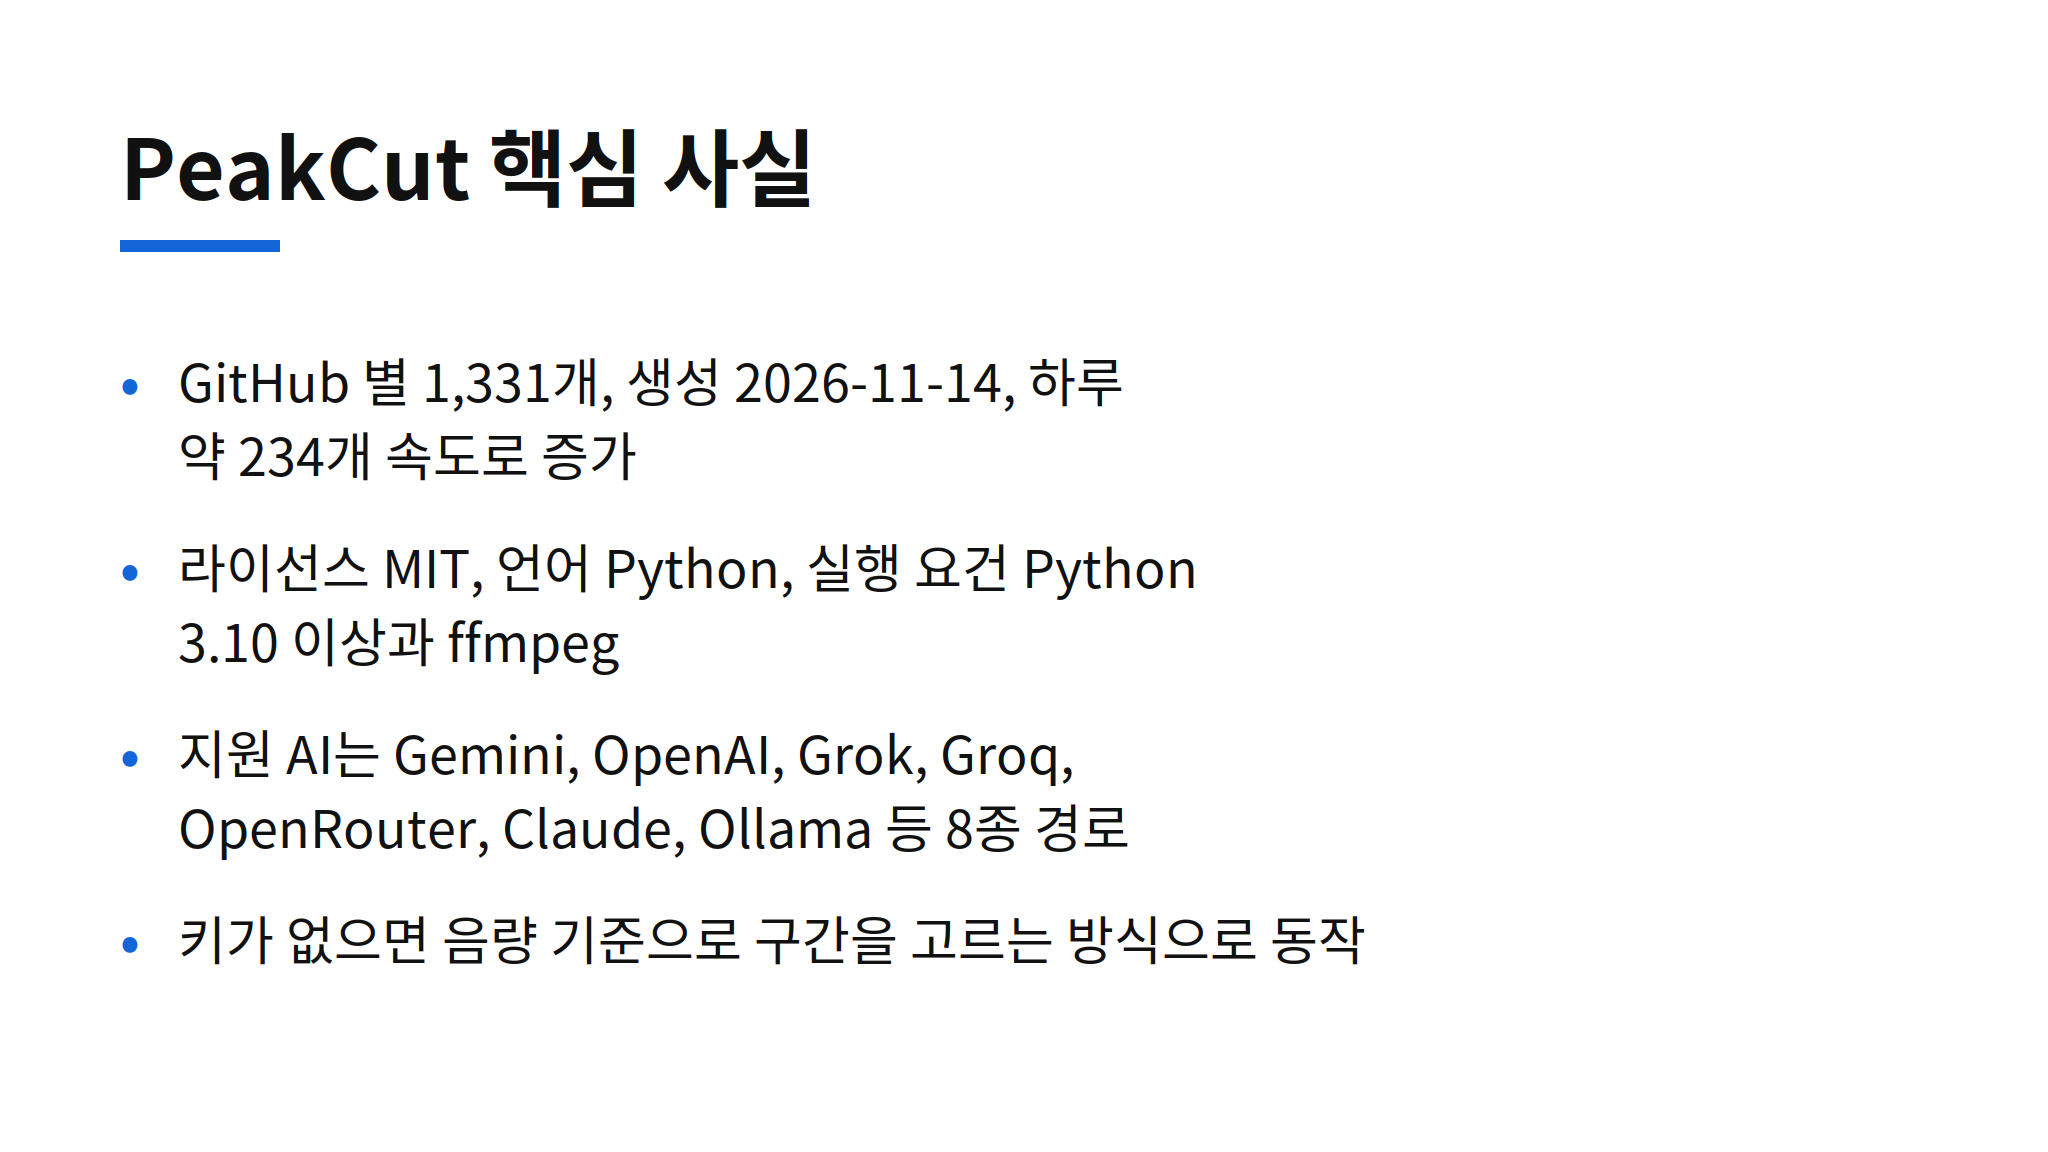 PeakCut 핵심 사실
• GitHub 별 1,331개, 생성 2026-11-14, 하루
약 234개 속도로 증가
• 라이선스 MIT, 언어 Python, 실행 요건 Python
3.10 이상과 ffmpeg
• 지원 AI는 Gemini, OpenAI, Grok, Groq,
OpenRouter, Claude, Ollama 등 8종 경로
• 키가 없으면 음량 기준으로 구간을 고르는 방식으로 동작